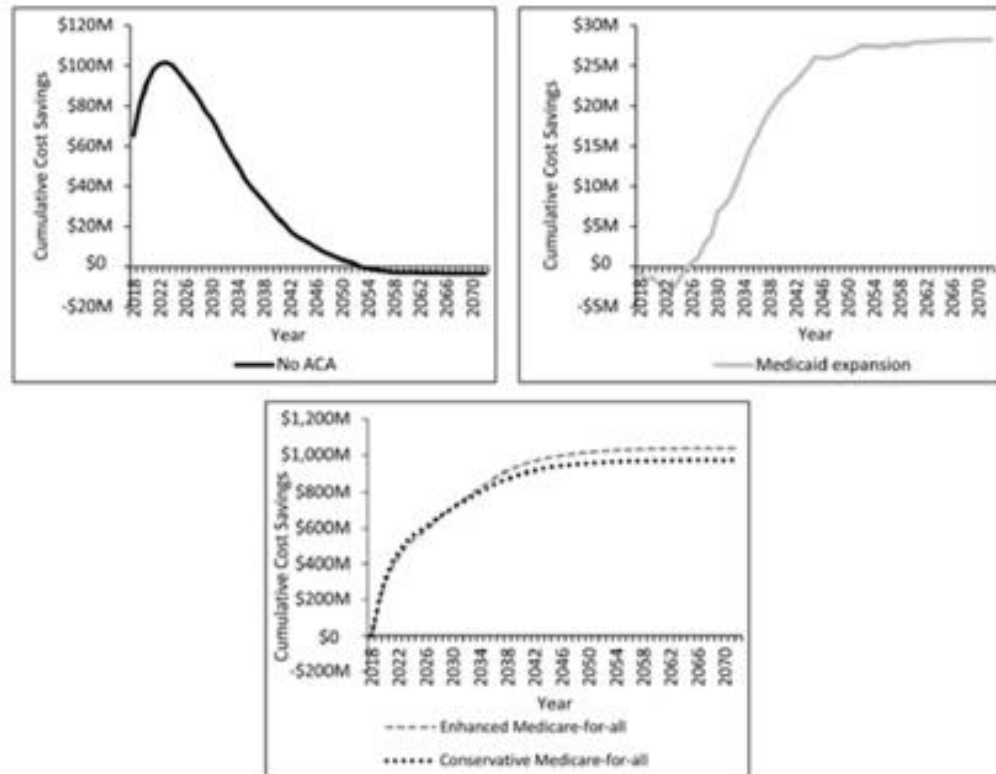 $120M
$100M
$80M
$60M
$40M
$20M
$0
-$20M
Cumulative Cost Savings
2018
2022
2026
2030
2034
2038
2042
2046
2050
2054
2058
2062
2066
2070
Year
No ACA
$30M
$25M
$20M
$15M
$10M
$5M
$0
-$5M
Cumulative Cost Savings
2018
2022
2026
2030
2034
2038
2042
2046
2050
2054
2058
2062
2066
2070
Year
Medicaid expansion
$1,200M
$1,000M
$800M
$600M
$400M
$200M
$0
-$200M
Cumulative Cost Savings
2018
2022
2026
2030
2034
2038
2042
2046
2050
2054
2058
2062
2066
2070
Year
Enhanced Medicare-for-all
Conservative Medicare-for-all